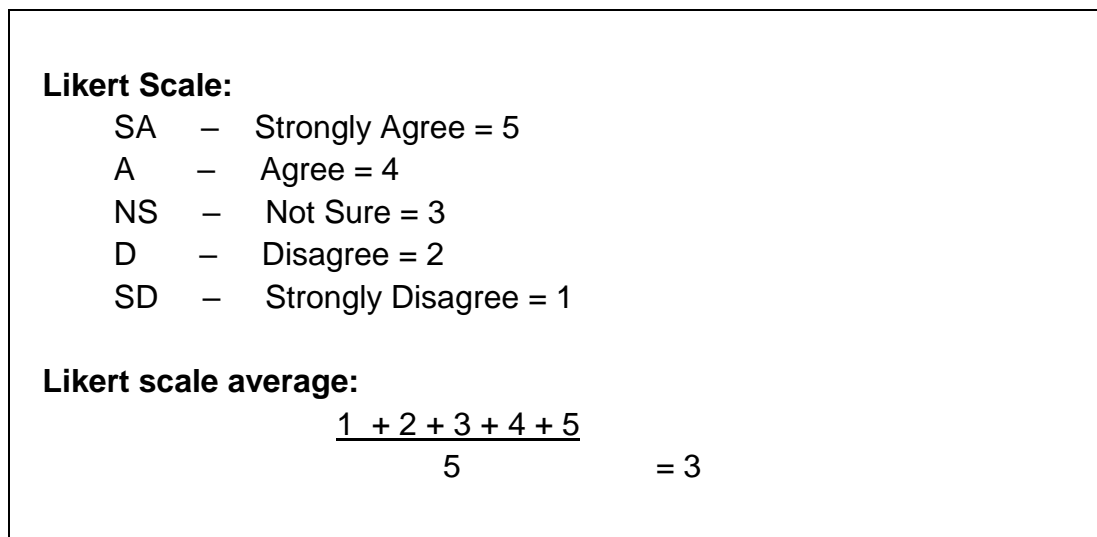 Likert Scale:
SA – Strongly Agree = 5
A – Agree = 4
NS – Not Sure = 3
D – Disagree = 2
SD – Strongly Disagree = 1
Likert scale average:
1 + 2 + 3 + 4 + 5
5 = 3